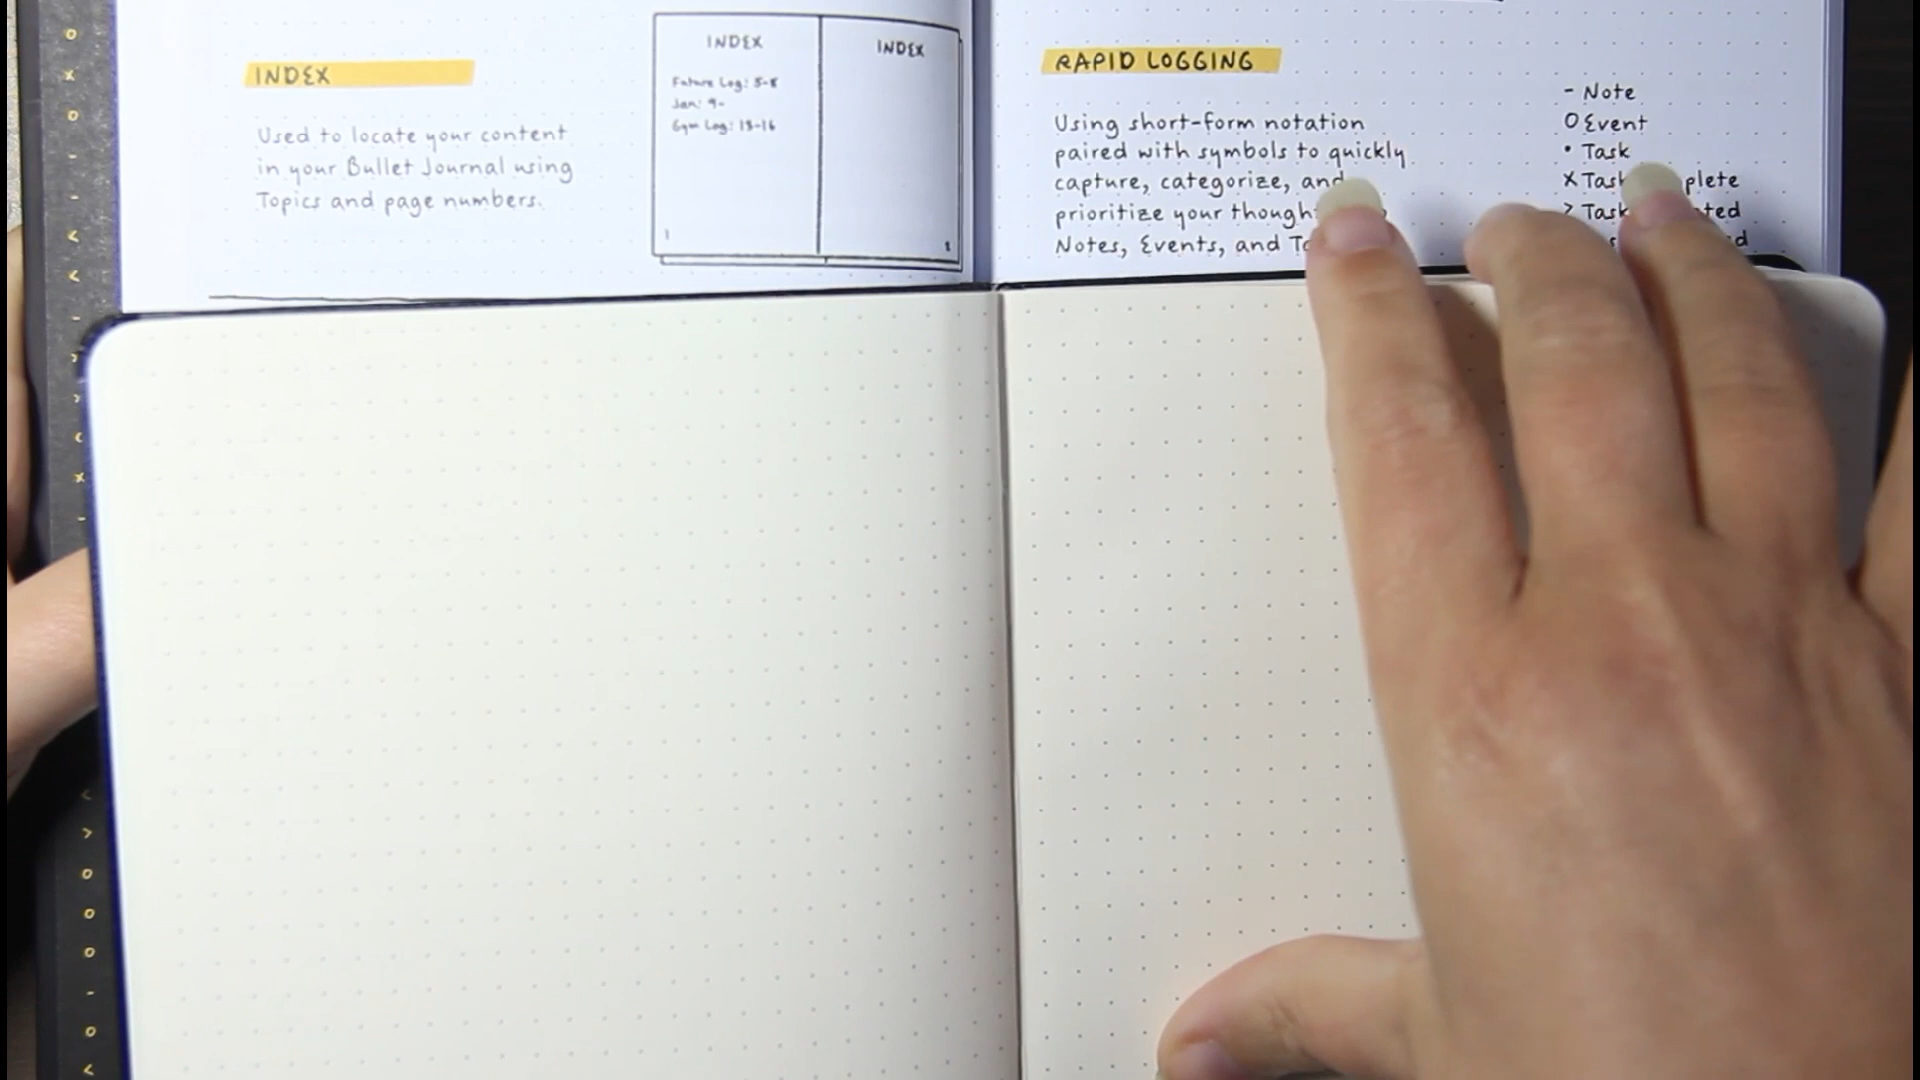 INDEX
Used to locate your content
in your Bullet Journal using
Topics and page numbers.
INDEX
Future Log: 5-8
Jan: 9-
Gym Log: 13-16
1
INDEX
RAPID LOGGING
Using short-form notation
paired with symbols to quickly
capture, categorize, and
prioritize your
Notes, Events, and
- Note
O Event
• Task
x Task
> Task